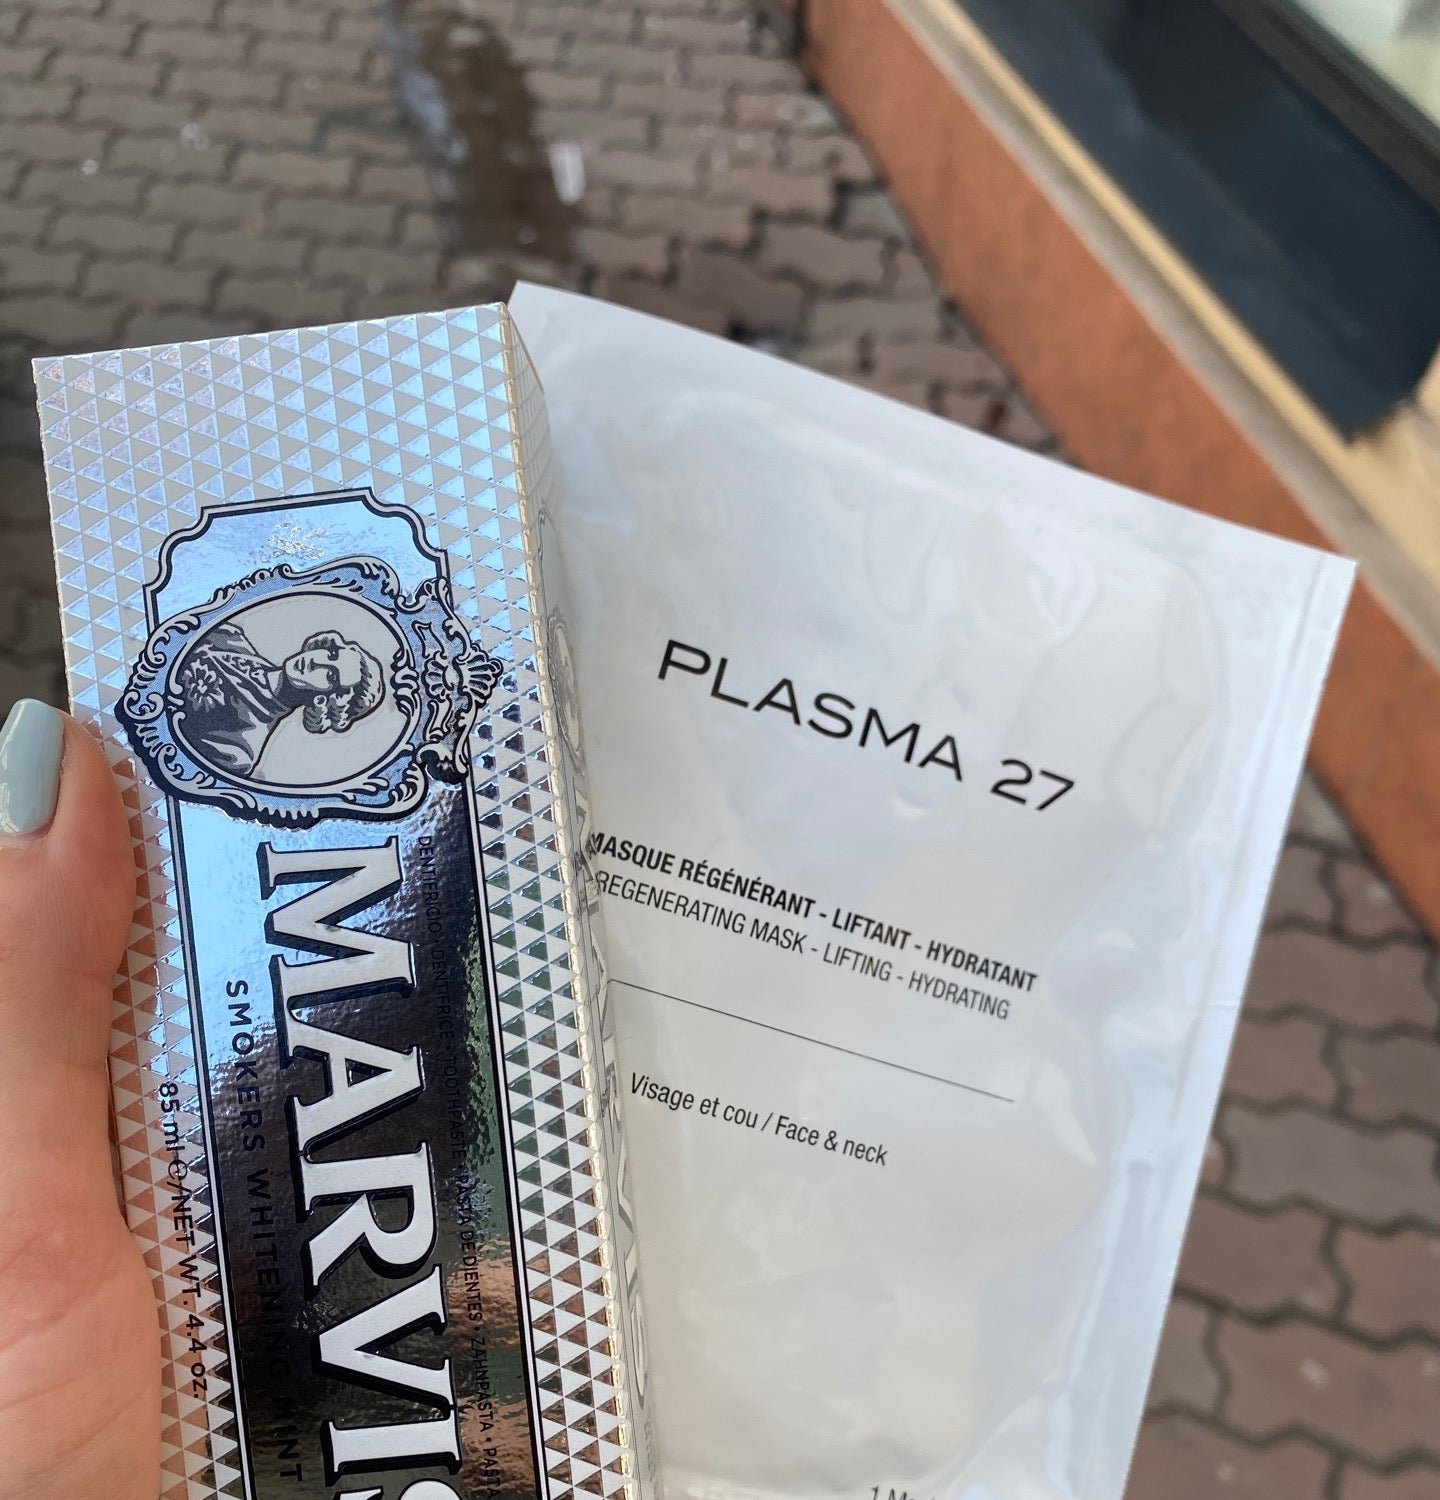 MARVIS
DENTIFRICIO • DENTIFRICE • TOOTHPASTE • PASTA DE DIENTES • ZAHNPASTA • PASTA
SMOKERS WHITENING MINT
85 ml ℮/NET WT. 4.4 oz.
PLASMA 27
MASQUE RÉGÉNÉRANT - LIFTANT - HYDRATANT
REGENERATING MASK - LIFTING - HYDRATING
Visage et cou / Face & neck